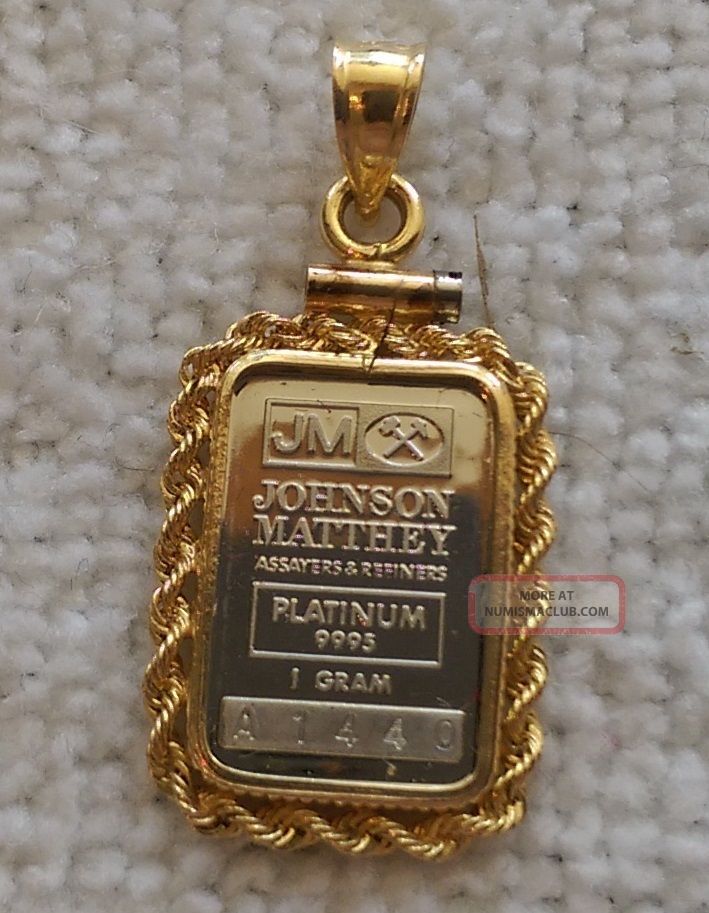 JM
JOHNSON
MATTHEY
ASSAYERS & REFINERS
PLATINUM
9995
1 GRAM
A 1440
MORE AT
NUMISMACLUB.COM